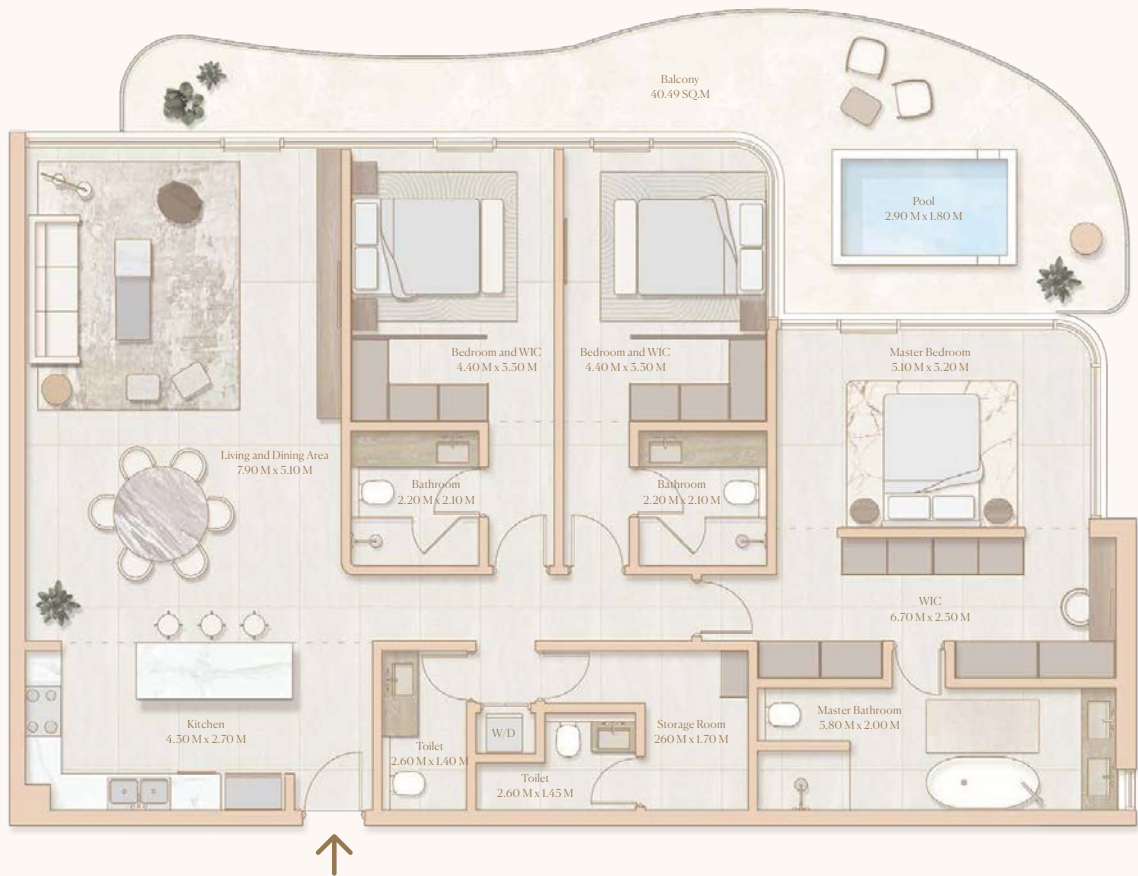 Balcony
40.49 SQ.M
Pool
2.90 M x 1.80 M
Bedroom and WIC
4.40 M x 3.50 M
Bedroom and WIC
4.40 M x 3.50 M
Master Bedroom
5.10 M x 3.20 M
Living and Dining Area
7.90 M x 5.10 M
Bathroom
2.20 M x 2.10 M
Bathroom
2.20 M x 2.10 M
WIC
6.70 M x 2.50 M
Kitchen
4.50 M x 2.70 M
Toilet
2.60 M x 1.40 M
W/D
Toilet
2.60 M x 1.45 M
Storage Room
260 M x 1.70 M
Master Bathroom
5.80 M x 2.00 M